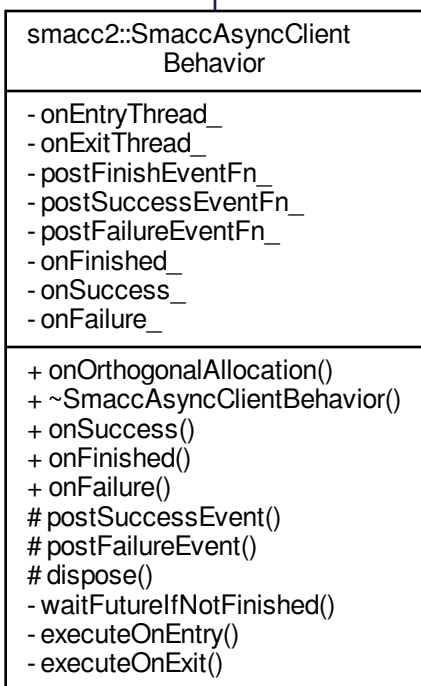 smacc2::SmaccAsyncClient
Behavior
- onEntryThread_
- onExitThread_
- postFinishEventFn_
- postSuccessEventFn_
- postFailureEventFn_
- onFinished_
- onSuccess_
- onFailure_
+ onOrthogonalAllocation()
+ ~SmaccAsyncClientBehavior()
+ onSuccess()
+ onFinished()
+ onFailure()
# postSuccessEvent()
# postFailureEvent()
# dispose()
- waitFutureIfNotFinished()
- executeOnEntry()
- executeOnExit()